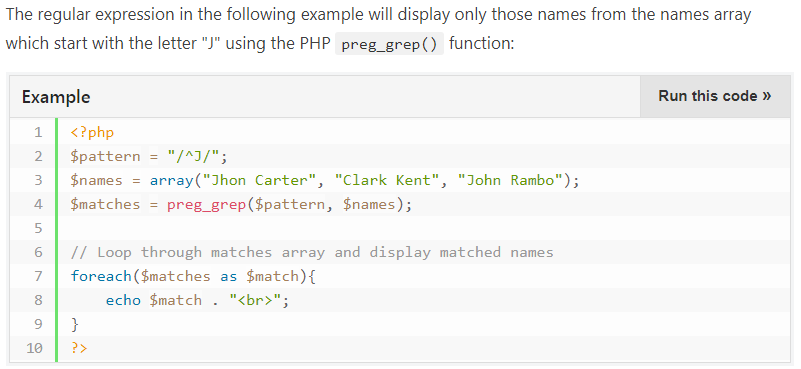 The regular expression in the following example will display only those names from the names array
which start with the letter "J" using the PHP preg_grep() function:
Example
Run this code »
1 <?php
2 $pattern = "/^J/";
3 $names = array("Jhon Carter", "Clark Kent", "John Rambo");
4 $matches = preg_grep($pattern, $names);
5
6 // Loop through matches array and display matched names
7 foreach($matches as $match){
8     echo $match . "<br>";
9 }
10 ?>